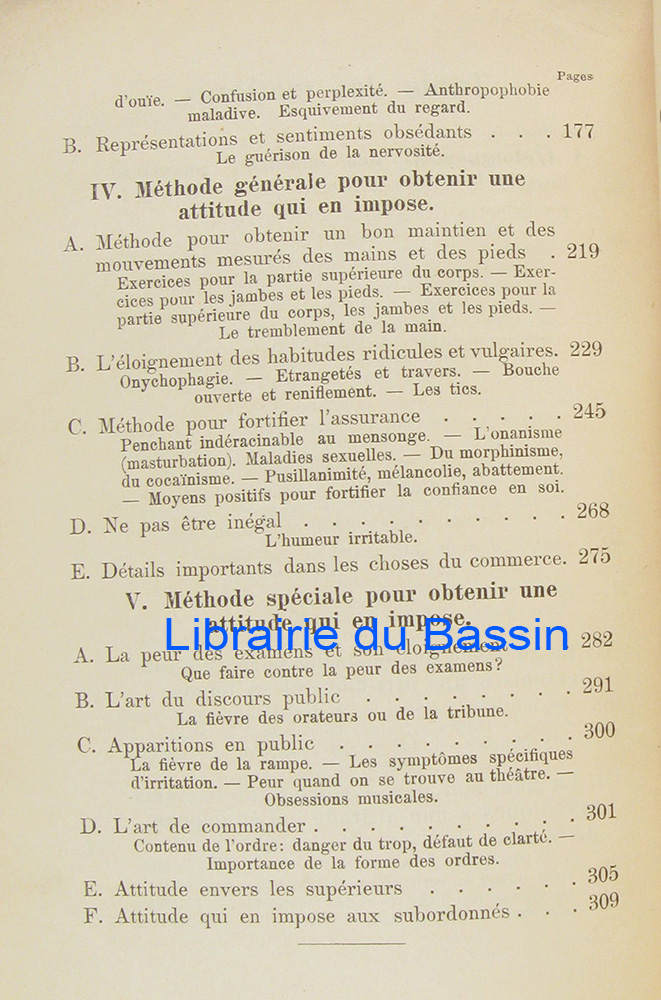 Pages
d'ouïe. — Confusion et perplexité. — Anthropophobie
maladive. Esquivement du regard.
B. Représentations et sentiments obsédants . . . 177
Le guérison de la nervosité.
IV. Méthode générale pour obtenir une
attitude qui en impose.
A. Méthode pour obtenir un bon maintien et des
mouvements mesurés des mains et des pieds . 219
Exercices pour la partie supérieure du corps. — Exer-
cices pour les jambes et les pieds. — Exercices pour la
partie supérieure du corps, les jambes et les pieds. —
Le tremblement de la main.
B. L'éloignement des habitudes ridicules et vulgaires. 229
Onychophagie. — Etrangetés et travers. — Bouche
ouverte et reniflement. — Les tics.
C. Méthode pour fortifier l'assurance . . . . . 245
Penchant indéracinable au mensonge. — L'onanisme
(masturbation). Maladies sexuelles. — Du morphinisme,
du cocaïnisme. — Pusillanimité, mélancolie, abattement.
— Moyens positifs pour fortifier la confiance en soi.
D. Ne pas être inégal . . . . . . . . . . 268
L'humeur irritable.
E. Détails importants dans les choses du commerce. 275
V. Méthode spéciale pour obtenir une
attitude qui en impose.
Librairie du Bassin
A. La peur des examens et son éloignement . . 282
Que faire contre la peur des examens?
B. L'art du discours public . . . . . . . . 291
La fièvre des orateurs ou de la tribune.
C. Apparitions en public . . . . . . . . . 300
La fièvre de la rampe. — Les symptômes spécifiques
d'irritation. — Peur quand on se trouve au théâtre. —
Obsessions musicales.
D. L'art de commander . . . . . . . . . . 301
Contenu de l'ordre: danger du trop, défaut de clarté. —
Importance de la forme des ordres.
E. Attitude envers les supérieurs . . . . . . 305
F. Attitude qui en impose aux subordonnés . . . 309